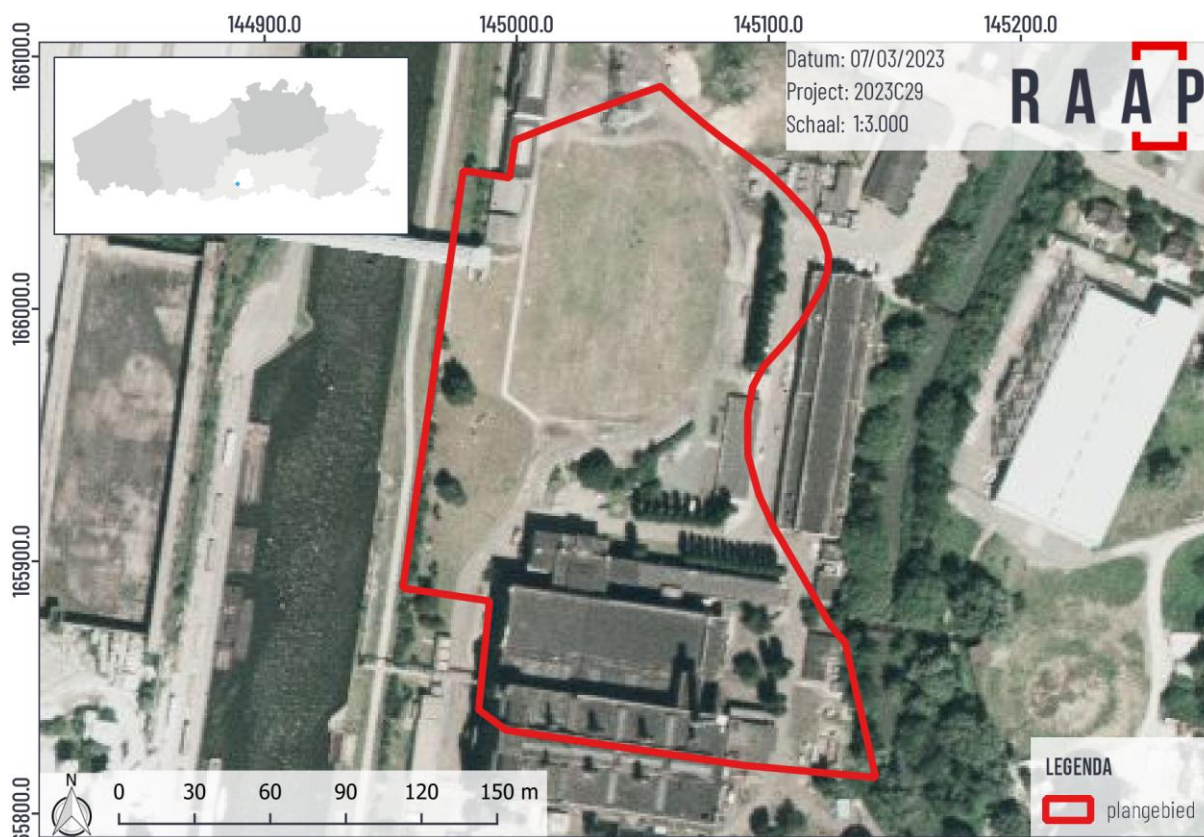 144900.0 145000.0 145100.0 145200.0
166100.0
166000.0
165900.0
165800.0
Datum: 07/03/2023
Project: 2023C29
Schaal: 1:3.000
RAAP
N
0 30 60 90 120 150 m
LEGENDA
plangebied